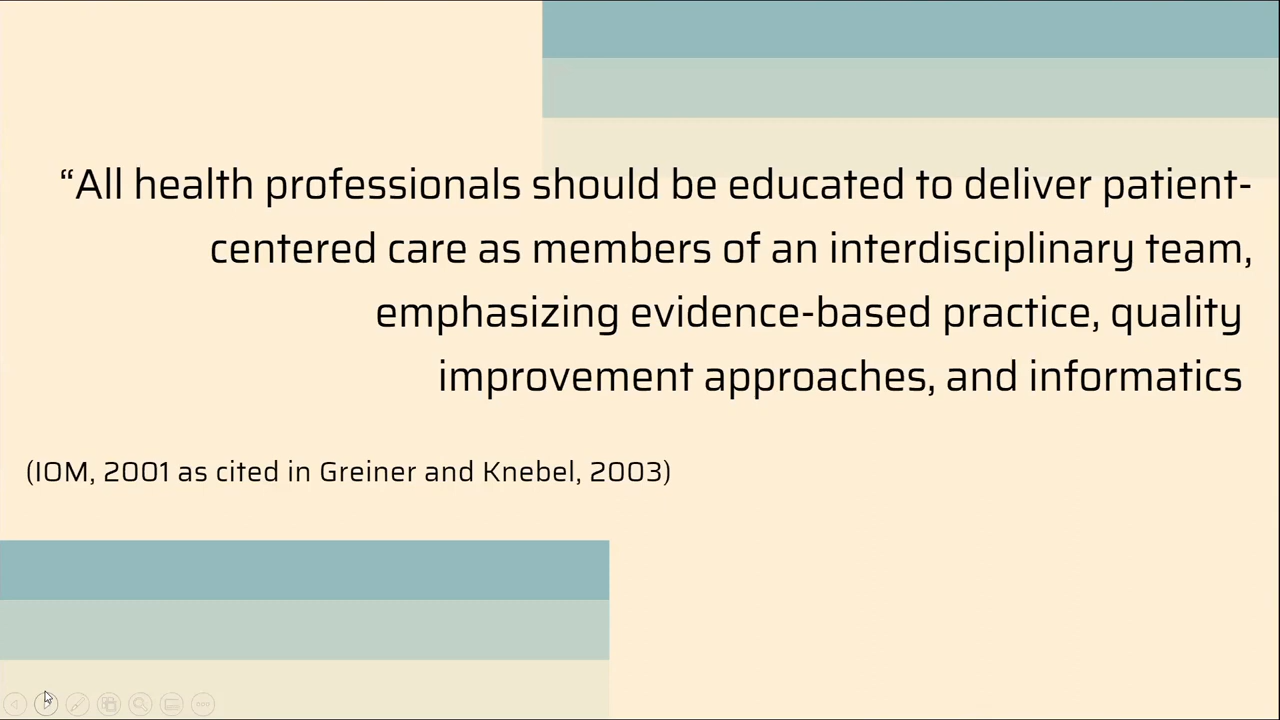 “All health professionals should be educated to deliver patient-
centered care as members of an interdisciplinary team,
emphasizing evidence-based practice, quality
improvement approaches, and informatics
(IOM, 2001 as cited in Greiner and Knebel, 2003)